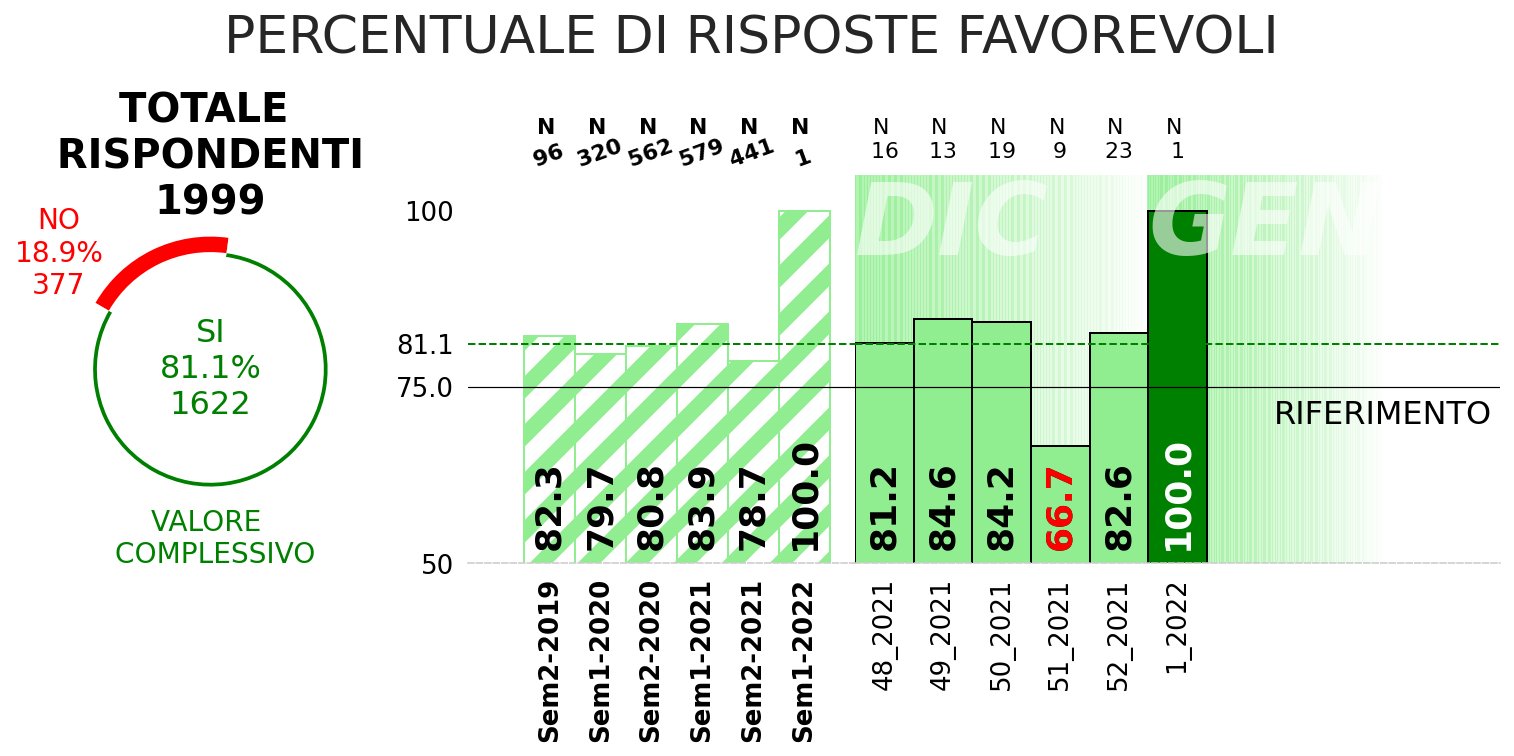 PERCENTUALE DI RISPOSTE FAVOREVOLI
TOTALE
RISPONDENTI
1999
NO
18.9%
377
SI
81.1%
1622
VALORE
COMPLESSIVO
N N N N N N
96 320 562 579 441 1
N N N N N N
16 13 19 9 23 1
DIC GEN
100
81.1
75.0
50
RIFERIMENTO
82.3
79.7
80.8
83.9
78.7
100.0
81.2
84.6
84.2
66.7
82.6
100.0
Sem2-2019
Sem1-2020
Sem2-2020
Sem1-2021
Sem2-2021
Sem1-2022
48_2021
49_2021
50_2021
51_2021
52_2021
1_2022